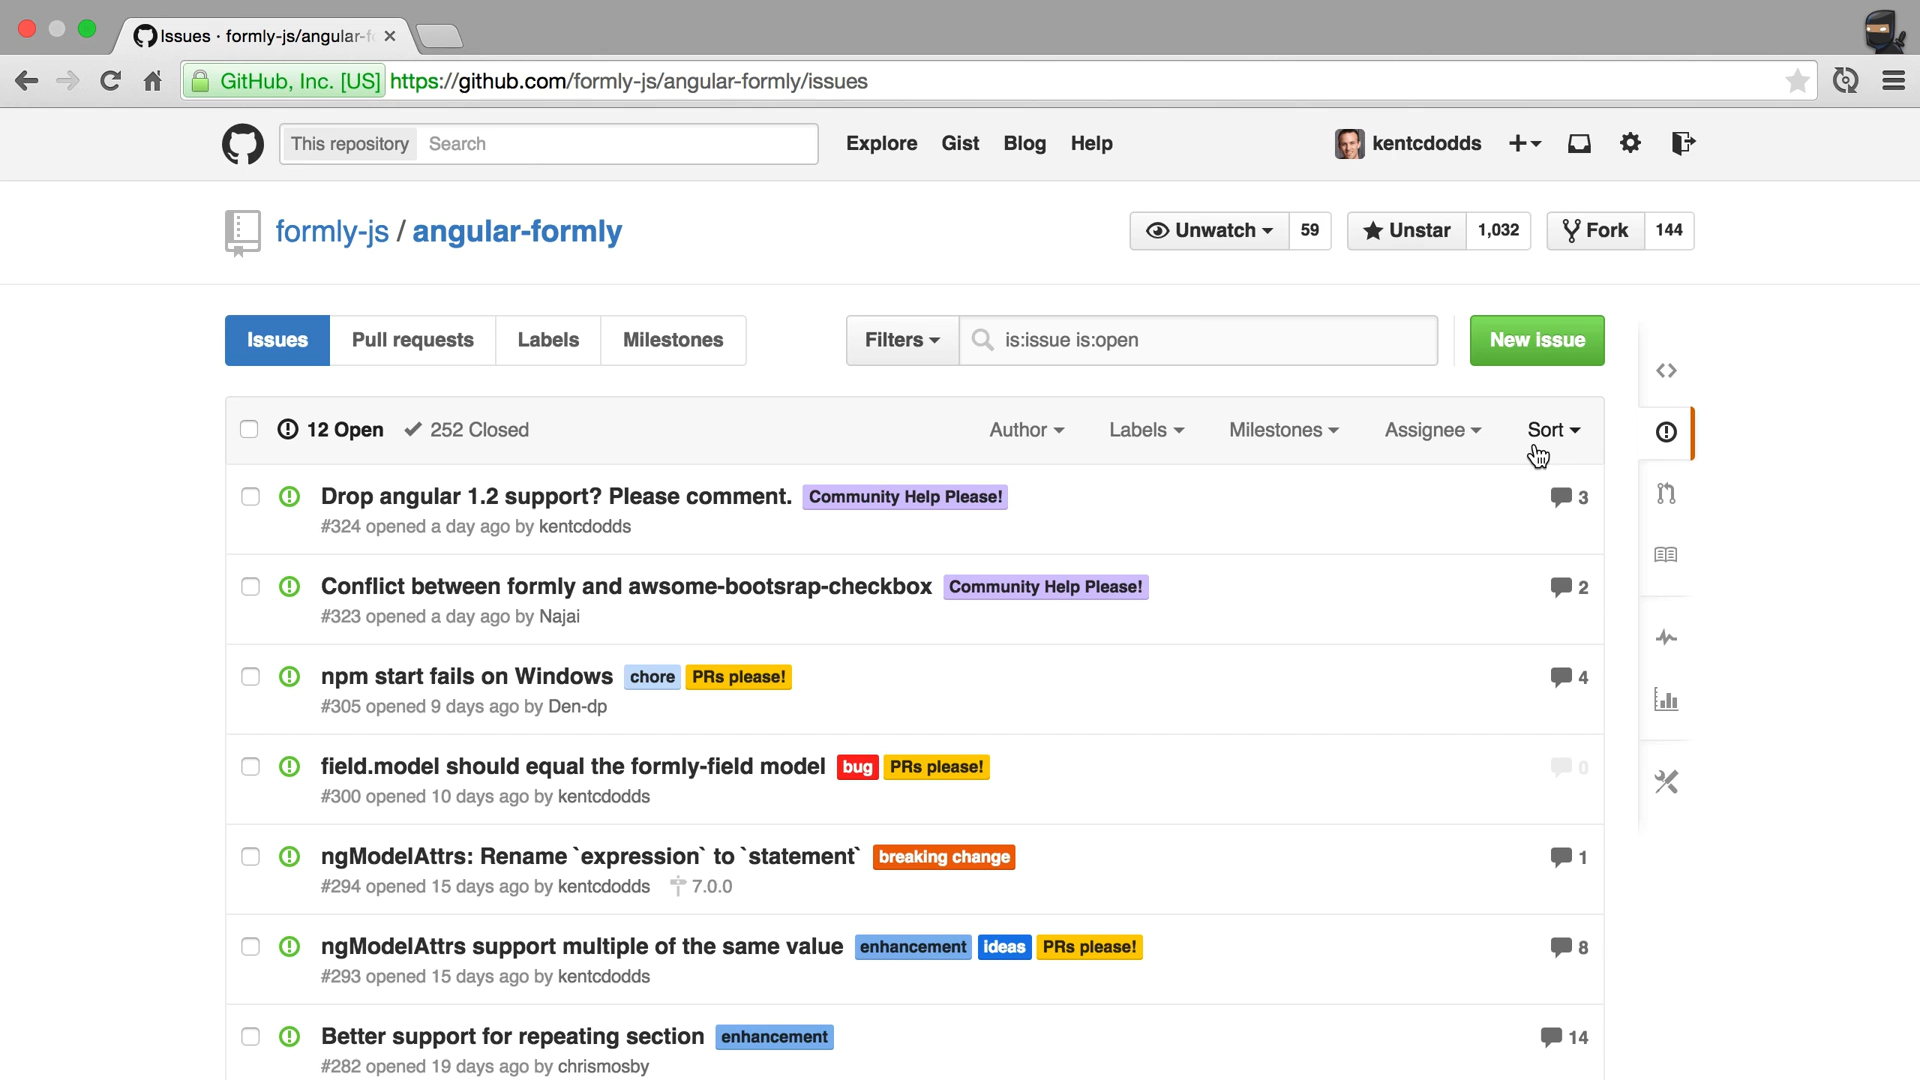 Issues · formly-js/angular-f
GitHub, Inc. [US] https://github.com/formly-js/angular-formly/issues
This repository Search Explore Gist Blog Help kentcdodds
formly-js / angular-formly Unwatch 59 Unstar 1,032 Fork 144
Issues Pull requests Labels Milestones Filters is:issue is:open New issue
12 Open 252 Closed Author Labels Milestones Assignee Sort
Drop angular 1.2 support? Please comment. Community Help Please! 3
#324 opened a day ago by kentcdodds
Conflict between formly and awsome-bootsrap-checkbox Community Help Please! 2
#323 opened a day ago by Najai
npm start fails on Windows chore PRs please! 4
#305 opened 9 days ago by Den-dp
field.model should equal the formly-field model bug PRs please! 0
#300 opened 10 days ago by kentcdodds
ngModelAttrs: Rename `expression` to `statement` breaking change 1
#294 opened 15 days ago by kentcdodds 7.0.0
ngModelAttrs support multiple of the same value enhancement ideas PRs please! 8
#293 opened 15 days ago by kentcdodds
Better support for repeating section enhancement 14
#282 opened 19 days ago by chrismosby